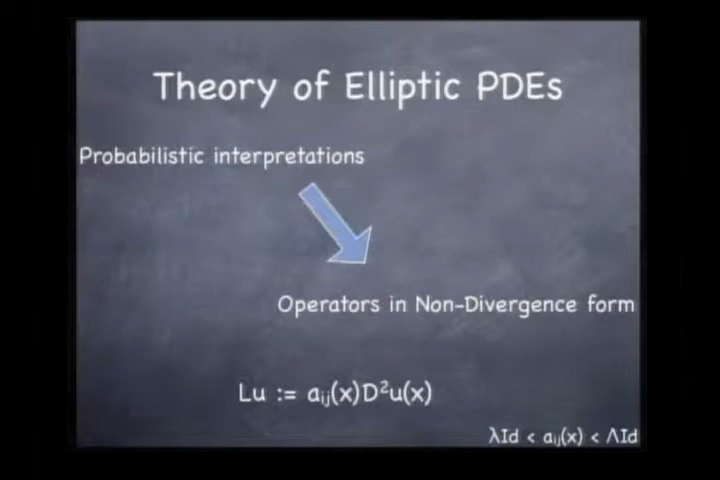 Theory of Elliptic PDEs
Probabilistic interpretations
Operators in Non-Divergence form
Lu := aᵢⱼ(x)D²u(x)
λId < aᵢⱼ(x) < ΛId